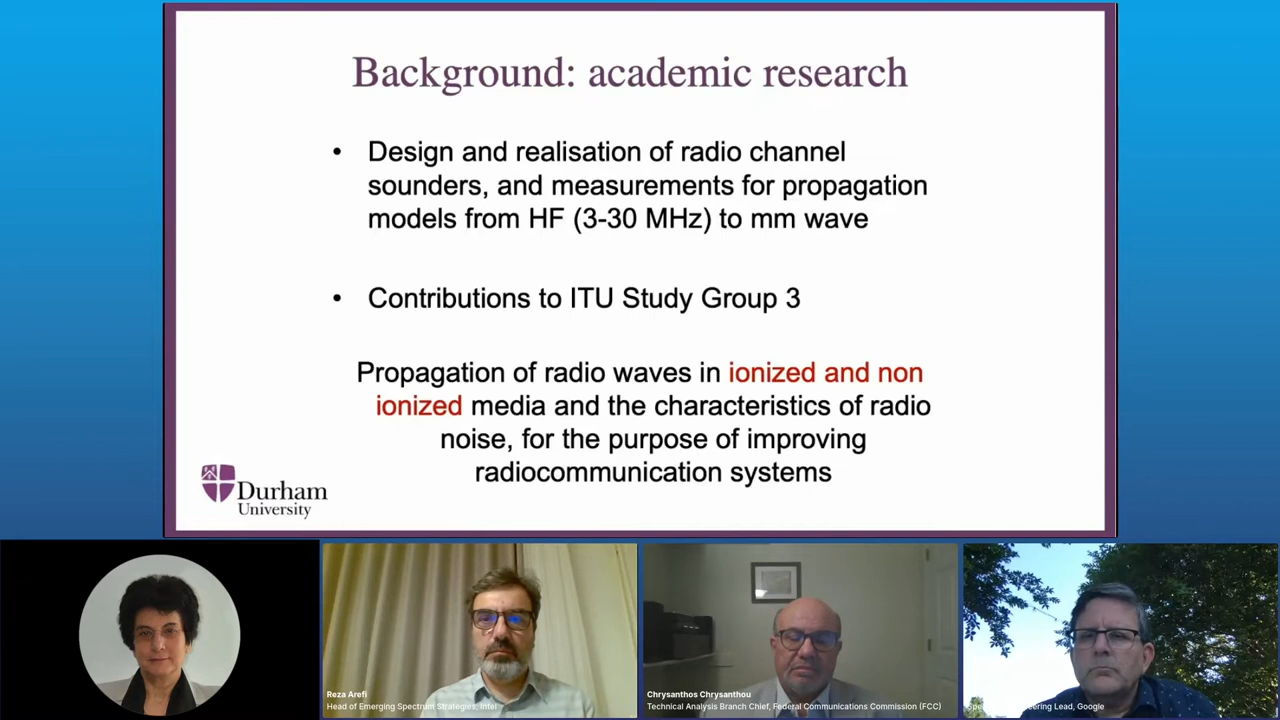 Background: academic research
• Design and realisation of radio channel
sounders, and measurements for propagation
models from HF (3-30 MHz) to mm wave
• Contributions to ITU Study Group 3
Propagation of radio waves in ionized and non
ionized media and the characteristics of radio
noise, for the purpose of improving
radiocommunication systems
Durham
University
Reza Arefi
Head of Emerging Spectrum Strategies, Intel
Chrysanthos Chrysanthou
Technical Analysis Branch Chief, Federal Communications Commission (FCC)
Lead, Google